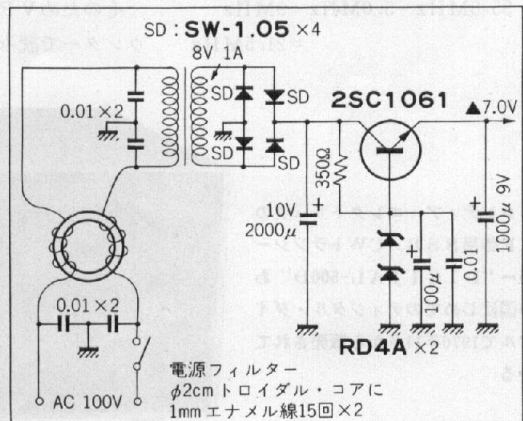 SD : SW-1.05 ×4
8V 1A
0.01×2
SD
SD
SD
SD
2SC1061
▲7.0V
350Ω
10V
2000μ
100μ
0.01
1000μ 9V
RD4A ×2
0.01×2
AC 100V
電源フィルター
φ2cmトロイダル・コアに
1mmエナメル線15回×2